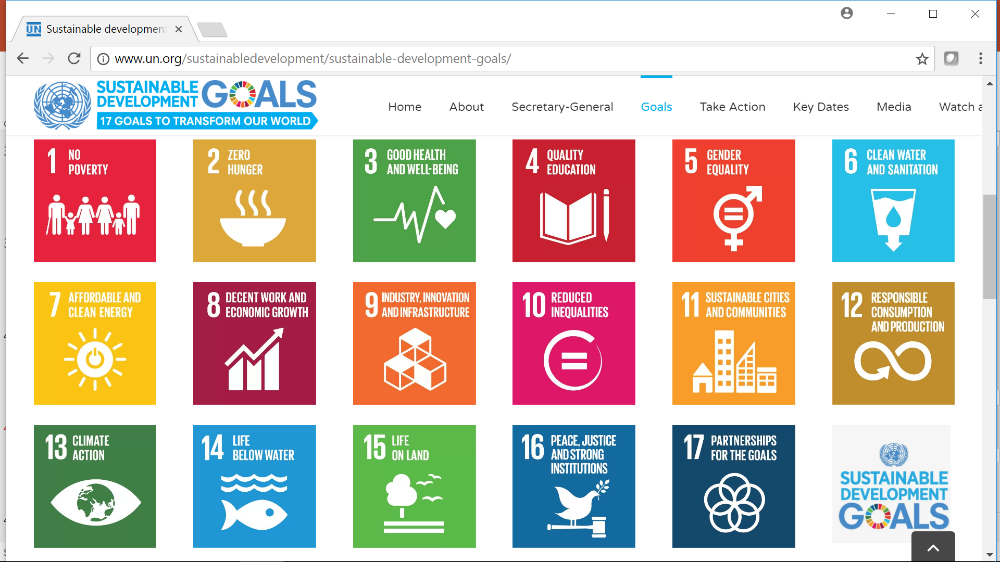 UN Sustainable development
www.un.org/sustainabledevelopment/sustainable-development-goals/
SUSTAINABLE
DEVELOPMENT
GOALS
17 GOALS TO TRANSFORM OUR WORLD
Home About Secretary-General Goals Take Action Key Dates Media Watch a
1 NO
POVERTY
2 ZERO
HUNGER
3 GOOD HEALTH
AND WELL-BEING
4 QUALITY
EDUCATION
5 GENDER
EQUALITY
6 CLEAN WATER
AND SANITATION
7 AFFORDABLE AND
CLEAN ENERGY
8 DECENT WORK AND
ECONOMIC GROWTH
9 INDUSTRY, INNOVATION
AND INFRASTRUCTURE
10 REDUCED
INEQUALITIES
11 SUSTAINABLE CITIES
AND COMMUNITIES
12 RESPONSIBLE
CONSUMPTION
AND PRODUCTION
13 CLIMATE
ACTION
14 LIFE
BELOW WATER
15 LIFE
ON LAND
16 PEACE, JUSTICE
AND STRONG
INSTITUTIONS
17 PARTNERSHIPS
FOR THE GOALS
SUSTAINABLE
DEVELOPMENT
GOALS